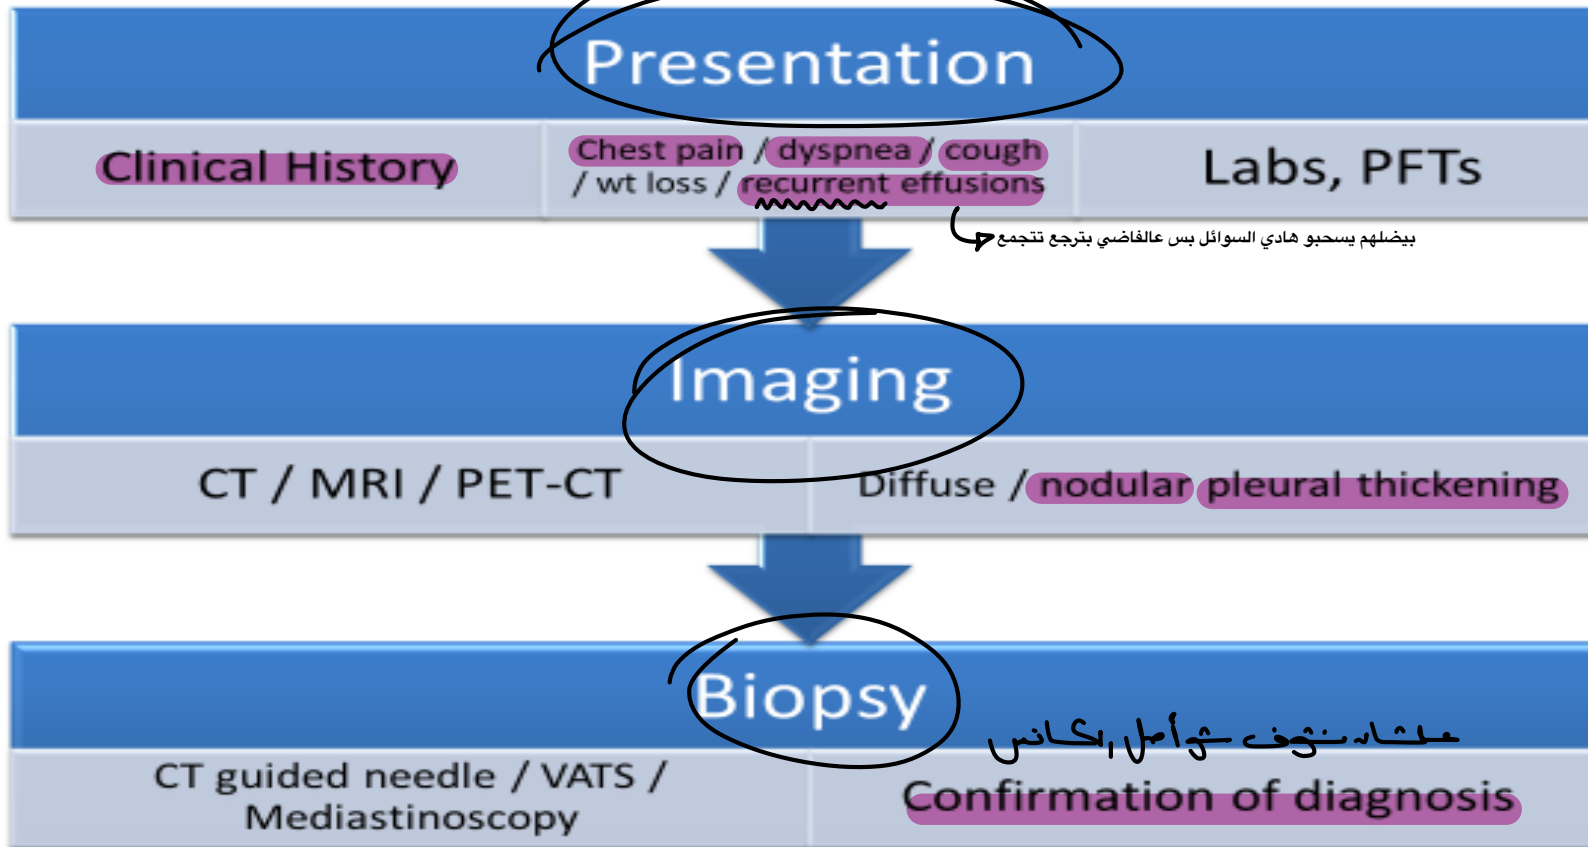 Presentation
Clinical History
Chest pain / dyspnea / cough
/ wt loss / recurrent effusions
Labs, PFTs
بيضلهم يسحبو هادي السوائل بس عالفاضي بترجع تتجمع
Imaging
CT / MRI / PET-CT
Diffuse / nodular pleural thickening
Biopsy
علشان نشوف شو أصل الكانسر
CT guided needle / VATS /
Mediastinoscopy
Confirmation of diagnosis